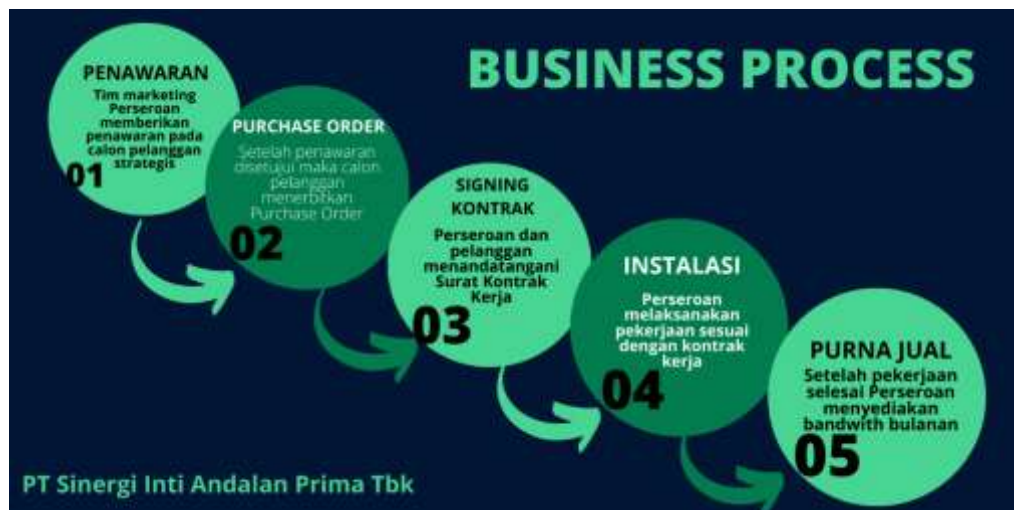 BUSINESS PROCESS
PENAWARAN
Tim marketing
Perseroan
memberikan
penawaran pada
calon pelanggan
strategis
01
PURCHASE ORDER
Setelah penawaran
disetujui maka calon
pelanggan
menerbitkan
Purchase Order
02
SIGNING
KONTRAK
Perseroan dan
pelanggan
menandatangani
Surat Kontrak
Kerja
03
INSTALASI
Perseroan
melaksanakan
pekerjaan sesuai
dengan kontrak
kerja
04
PURNA JUAL
Setelah pekerjaan
selesai Perseroan
menyediakan
bandwith bulanan
05
PT Sinergi Inti Andalan Prima Tbk